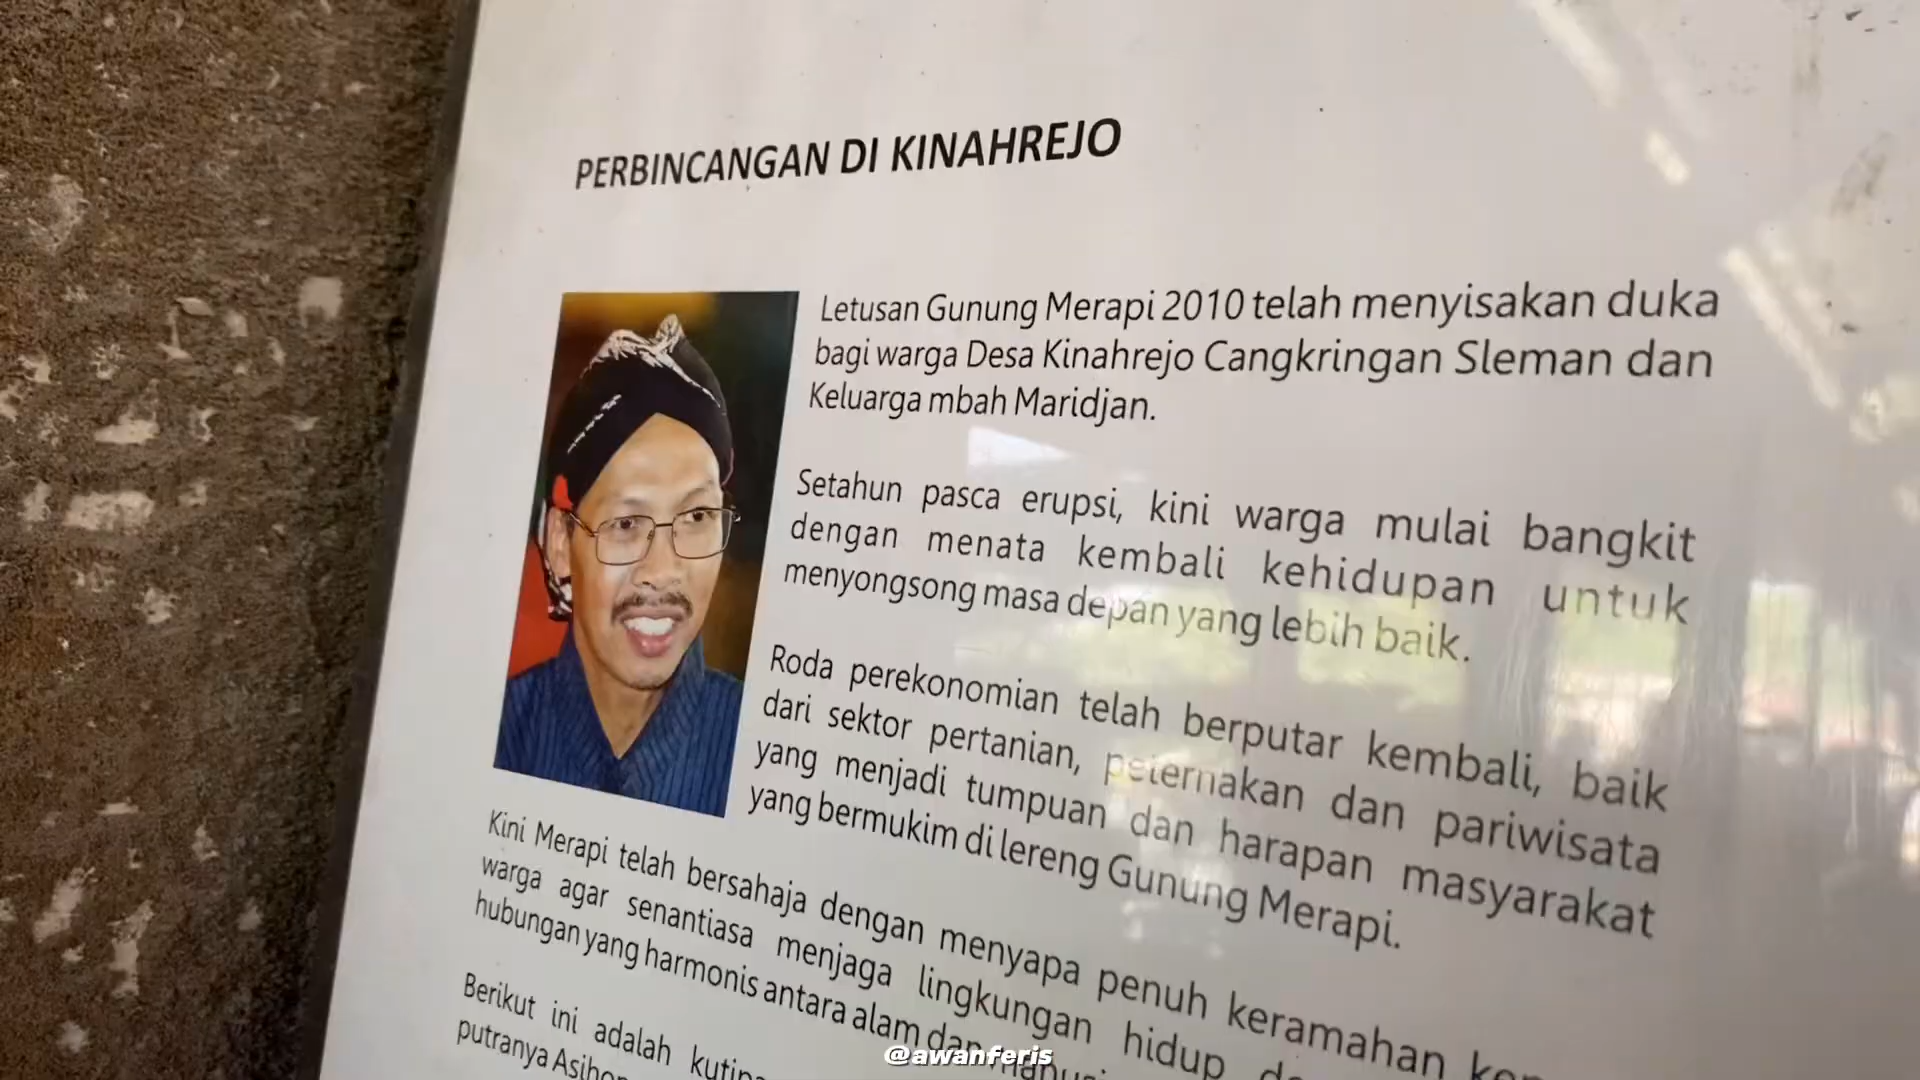 PERBINCANGAN DI KINAHREJO
Letusan Gunung Merapi 2010 telah menyisakan duka
bagi warga Desa Kinahrejo Cangkringan Sleman dan
Keluarga mbah Maridjan.
Setahun pasca erupsi, kini warga mulai bangkit
dengan menata kembali kehidupan untuk
menyongsong masa depan yang lebih baik.
Roda perekonomian telah berputar kembali, baik
dari sektor pertanian, peternakan dan pariwisata
yang menjadi tumpuan dan harapan masyarakat
yang bermukim di lereng Gunung Merapi.
Kini Merapi telah bersahaja dengan menyapa penuh keramahan
warga agar senantiasa menjaga lingkungan hidup
hubungan yang harmonis antara alam dan
Berikut ini adalah
putranya
@awanferis